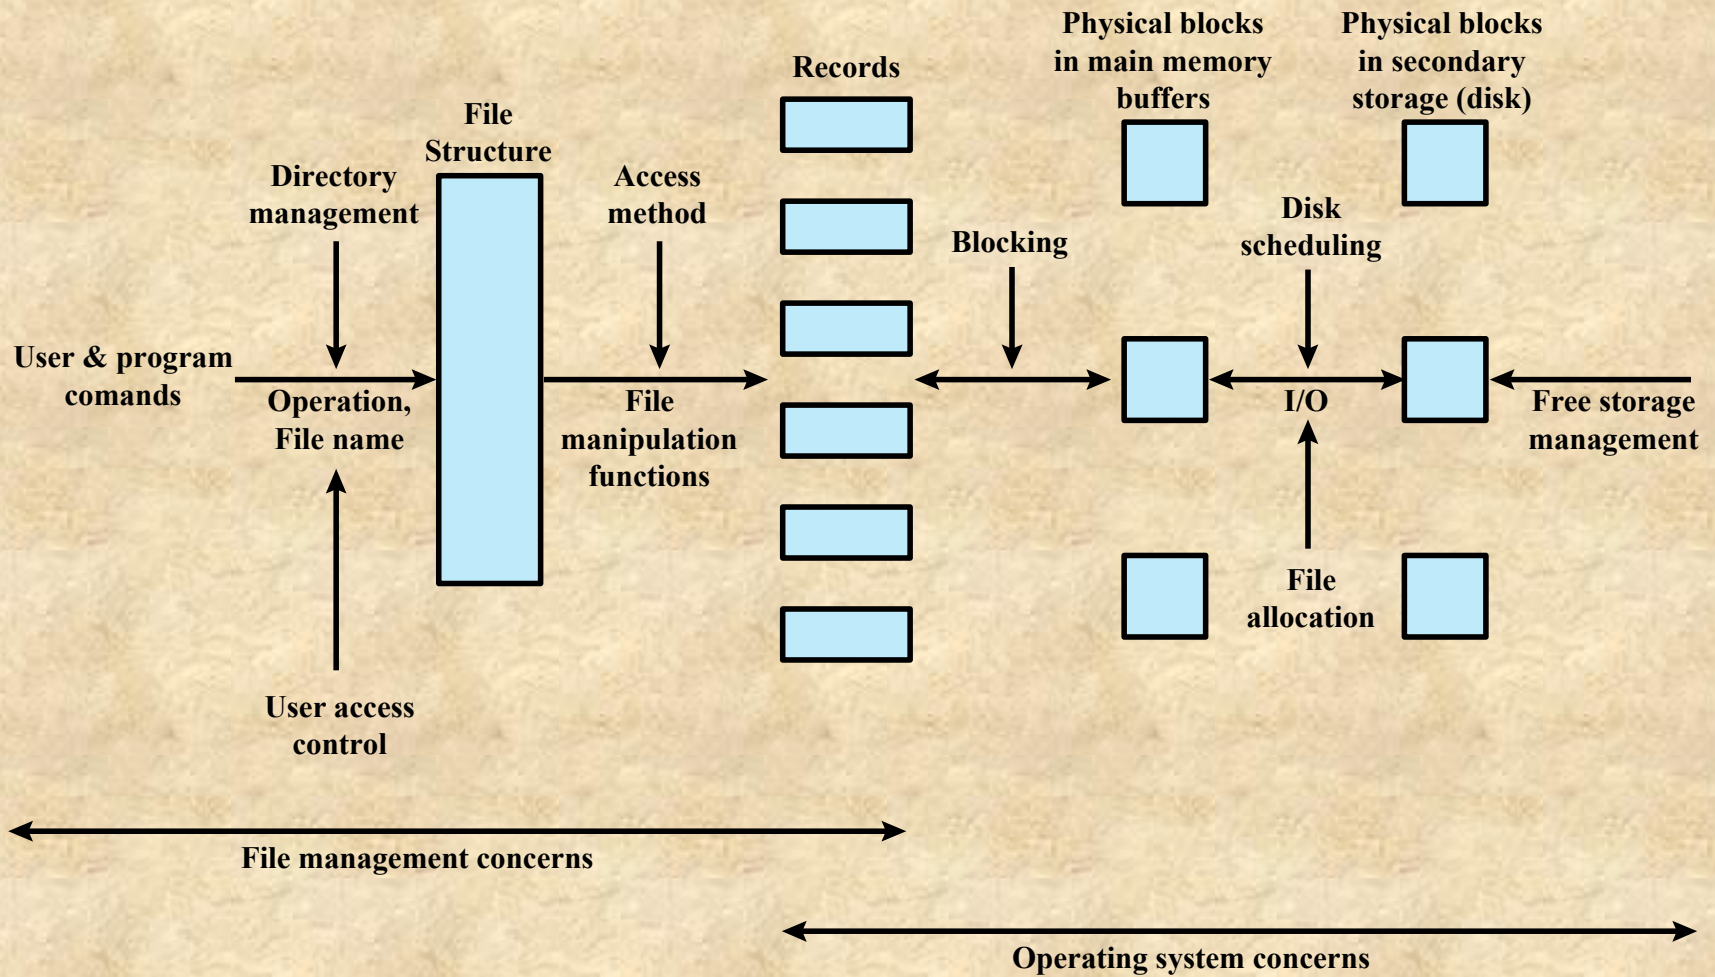 Physical blocks
in main memory
buffers
Physical blocks
in secondary
storage (disk)
Records
File
Structure
Directory
management
Access
method
Blocking
Disk
scheduling
User & program
comands
Operation,
File name
File
manipulation
functions
I/O
Free storage
management
File
allocation
User access
control
File management concerns
Operating system concerns